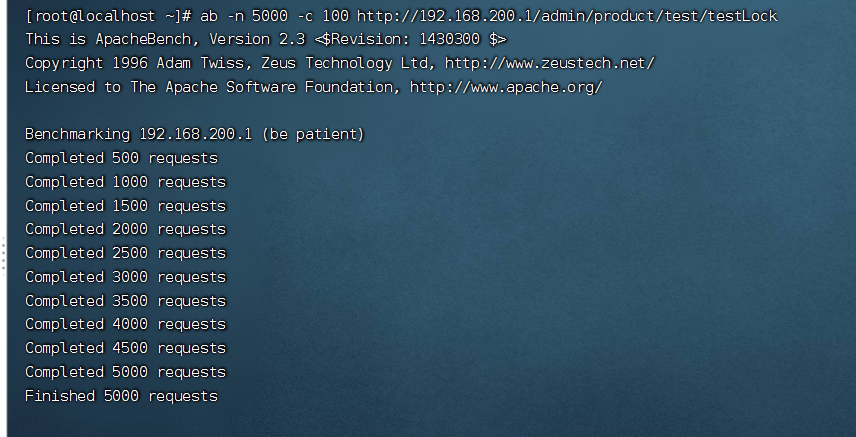 [root@localhost ~]# ab -n 5000 -c 100 http://192.168.200.1/admin/product/test/testLock
This is ApacheBench, Version 2.3 <$Revision: 1430300 $>
Copyright 1996 Adam Twiss, Zeus Technology Ltd, http://www.zeustech.net/
Licensed to The Apache Software Foundation, http://www.apache.org/
Benchmarking 192.168.200.1 (be patient)
Completed 500 requests
Completed 1000 requests
Completed 1500 requests
Completed 2000 requests
Completed 2500 requests
Completed 3000 requests
Completed 3500 requests
Completed 4000 requests
Completed 4500 requests
Completed 5000 requests
Finished 5000 requests